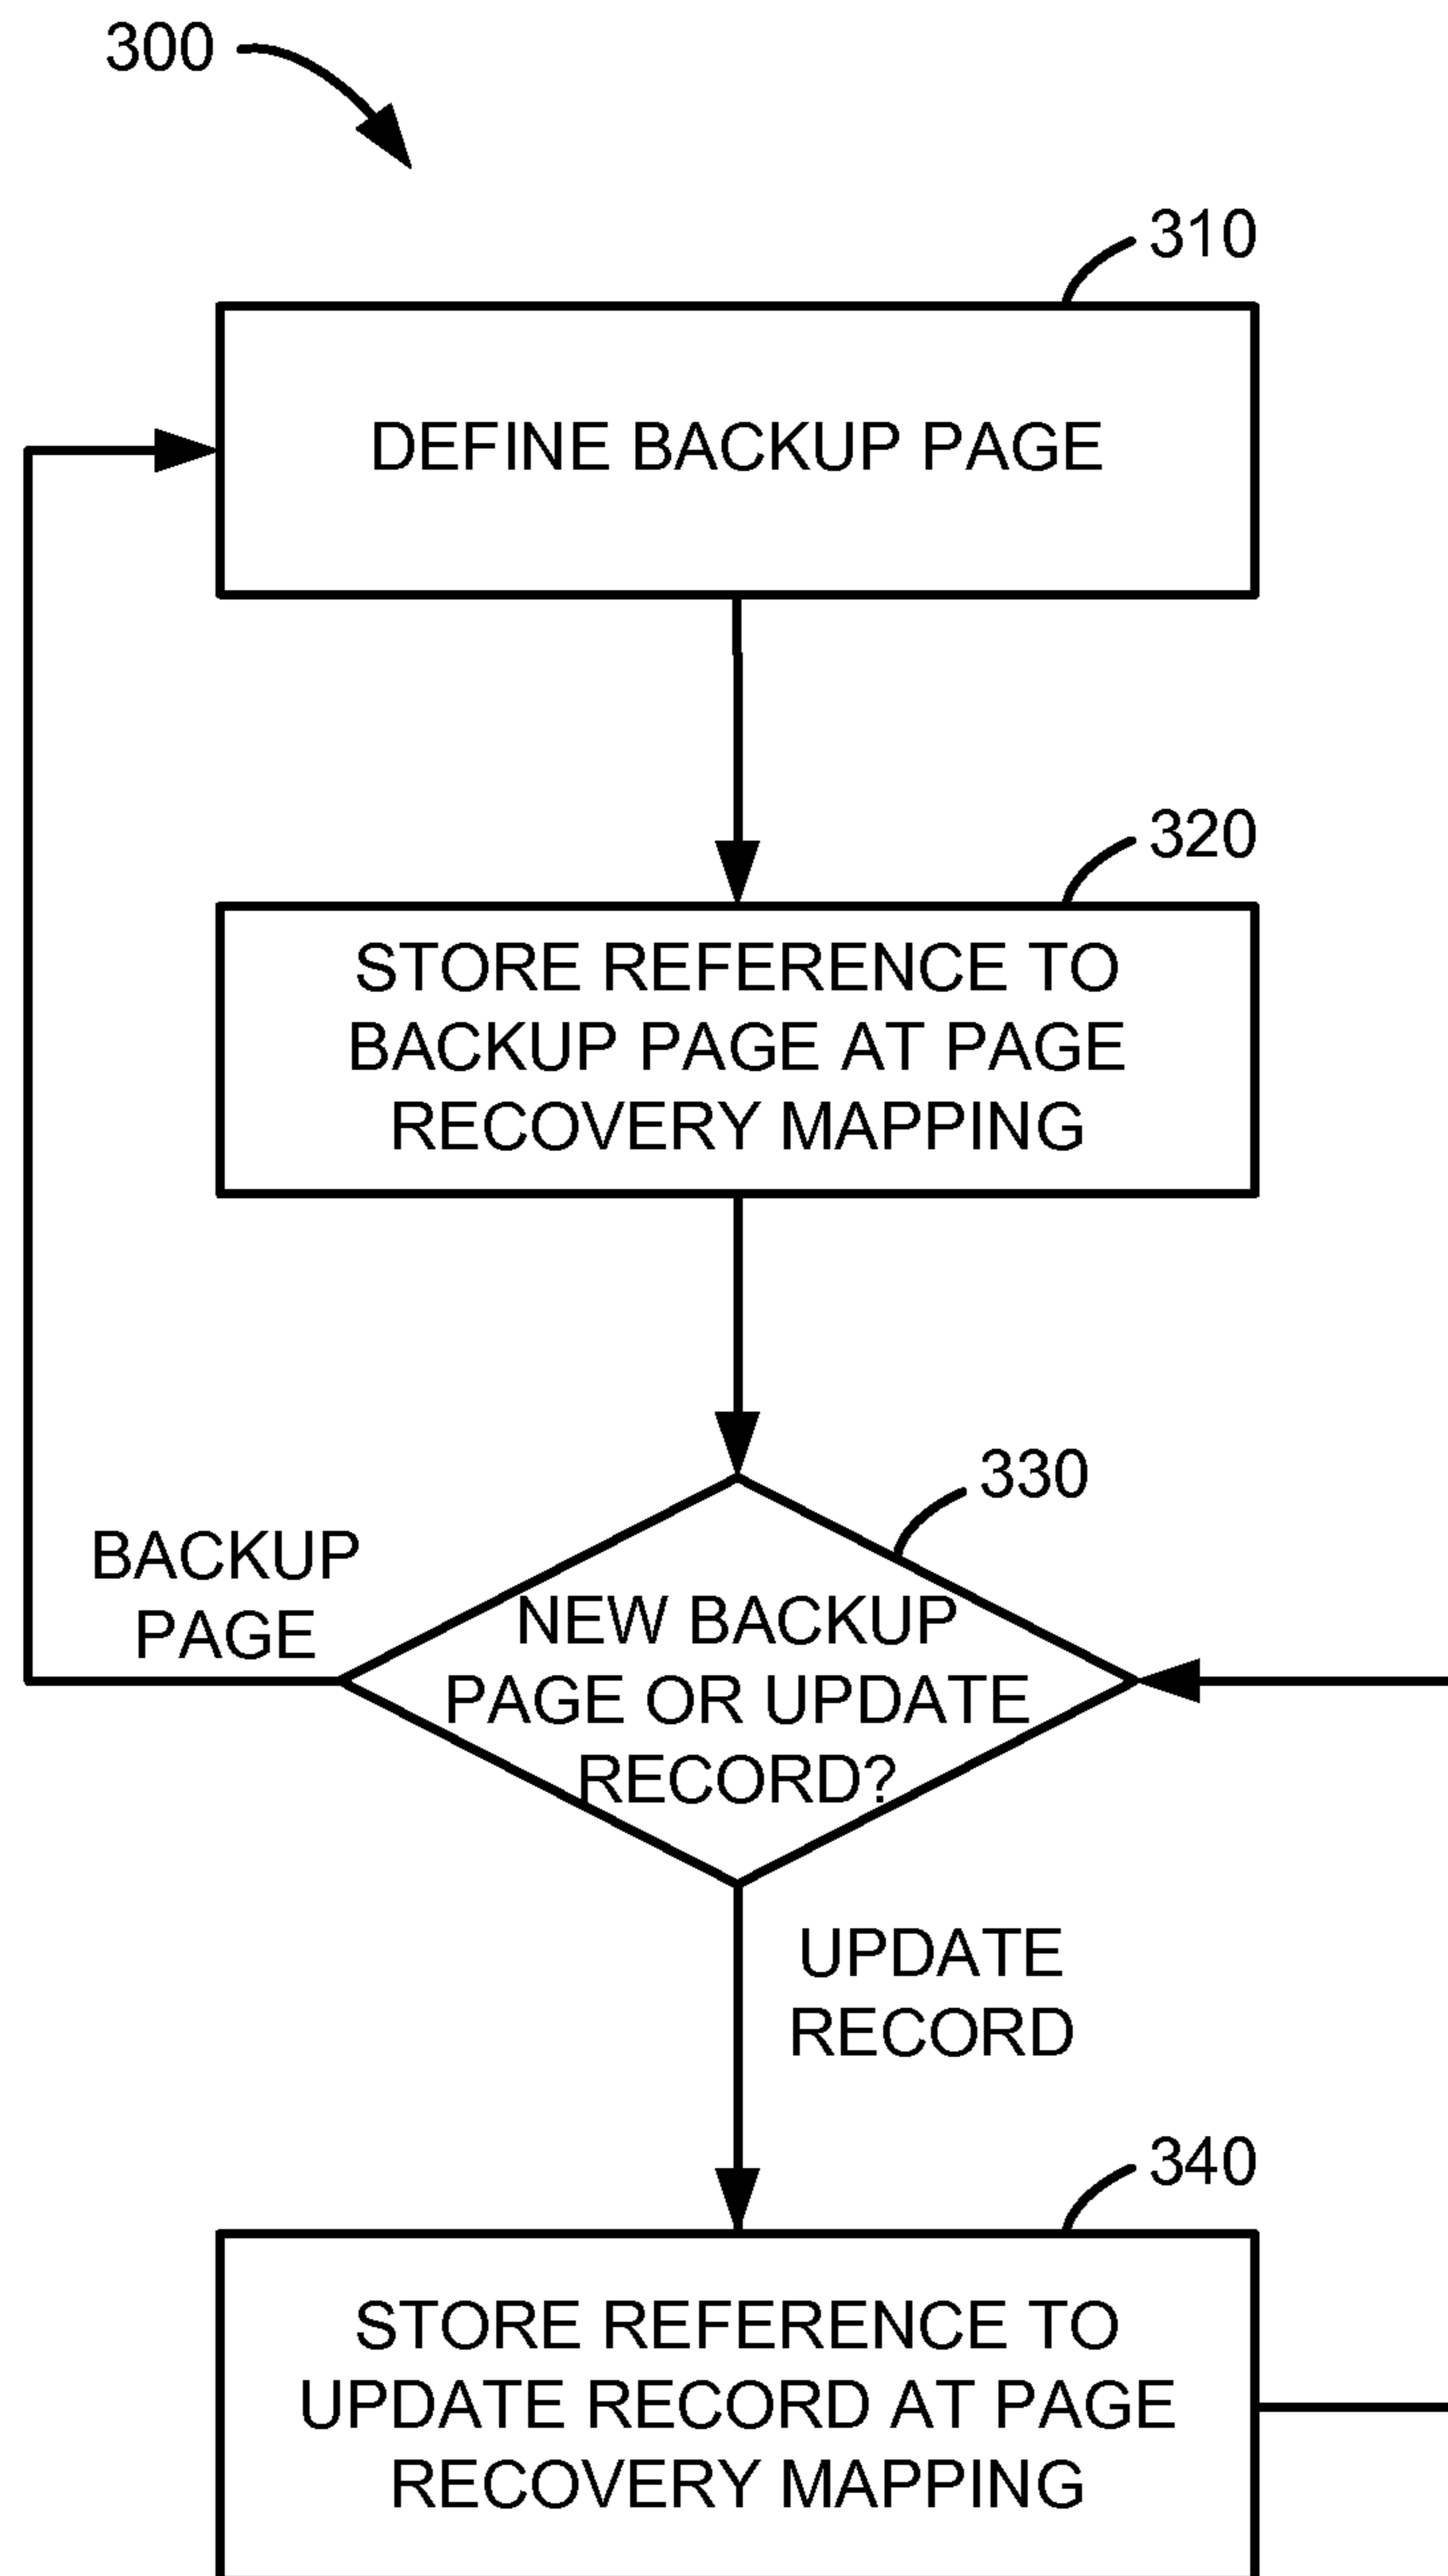 300
310
DEFINE BACKUP PAGE
320
STORE REFERENCE TO
BACKUP PAGE AT PAGE
RECOVERY MAPPING
330
BACKUP
PAGE
NEW BACKUP
PAGE OR UPDATE
RECORD?
UPDATE
RECORD
340
STORE REFERENCE TO
UPDATE RECORD AT PAGE
RECOVERY MAPPING